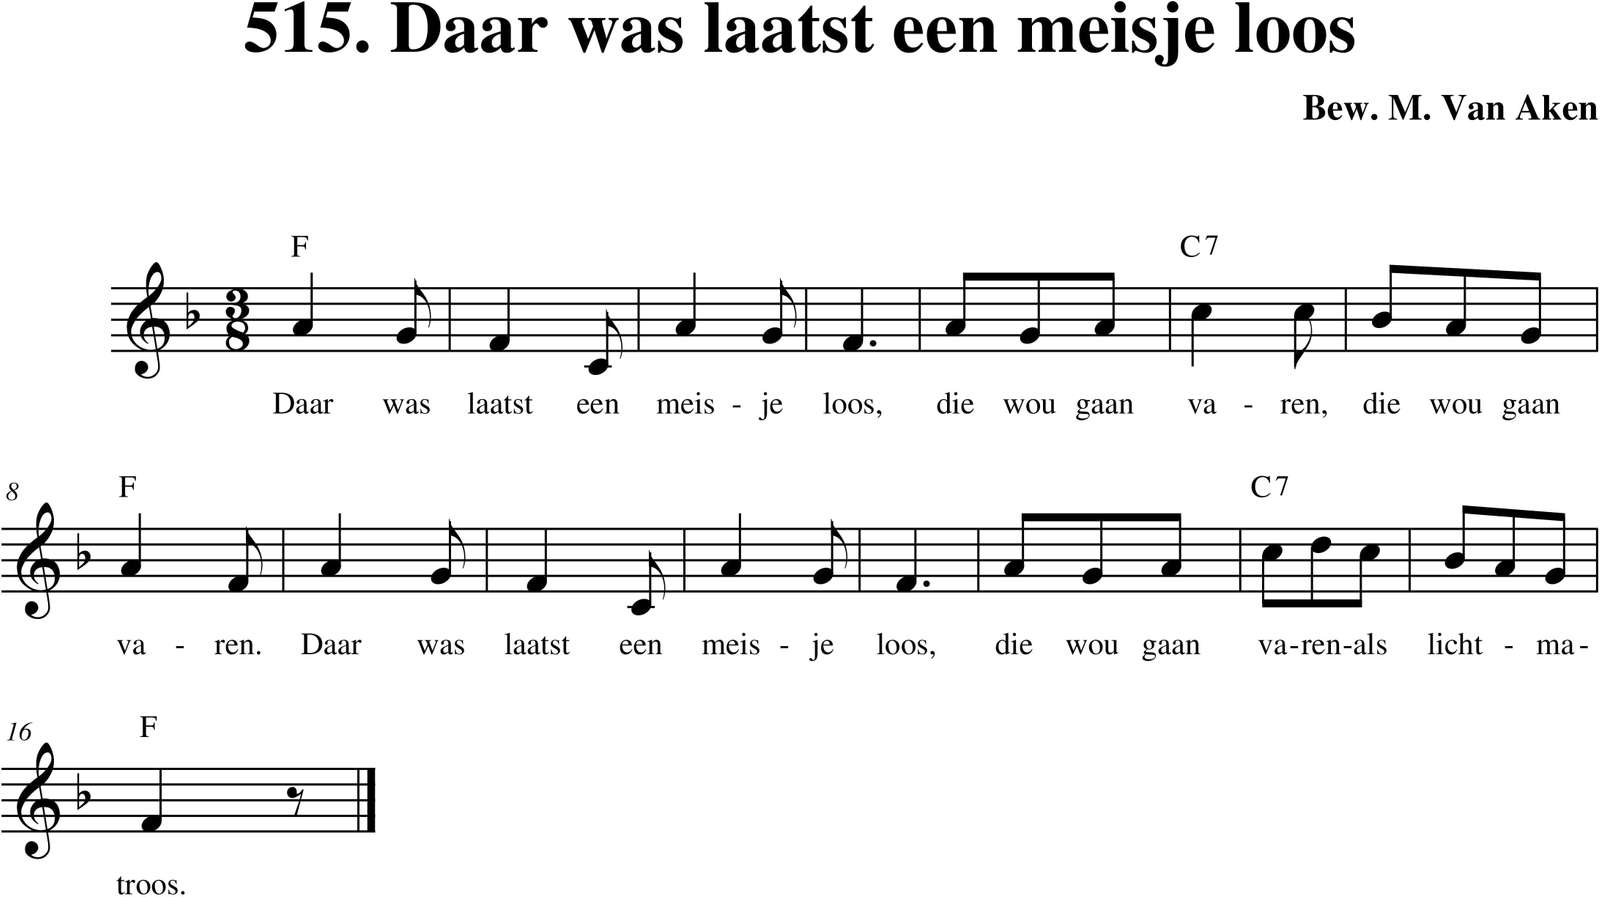 515. Daar was laatst een meisje loos
Bew. M. Van Aken
F C7
3
8
Daar was laatst een meis - je loos, die wou gaan va - ren, die wou gaan
8 F C7
va - ren. Daar was laatst een meis - je loos, die wou gaan va-ren-als licht - ma-
16 F
troos.